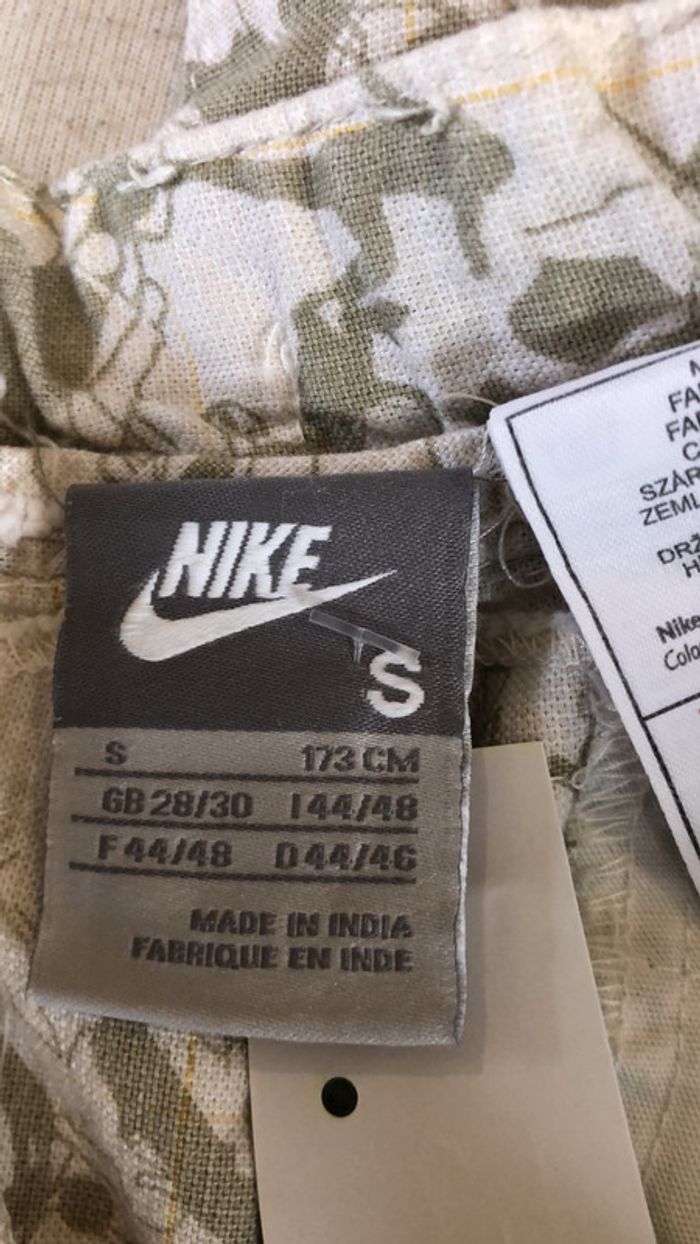 NIKE
S
S 173 CM
GB 28/30 I 44/48
F 44/48 D 44/46
MADE IN INDIA
FABRIQUE EN INDE
FA
FA
C
SZÁR
ZEML
DRŽ
H
Nike
Colo